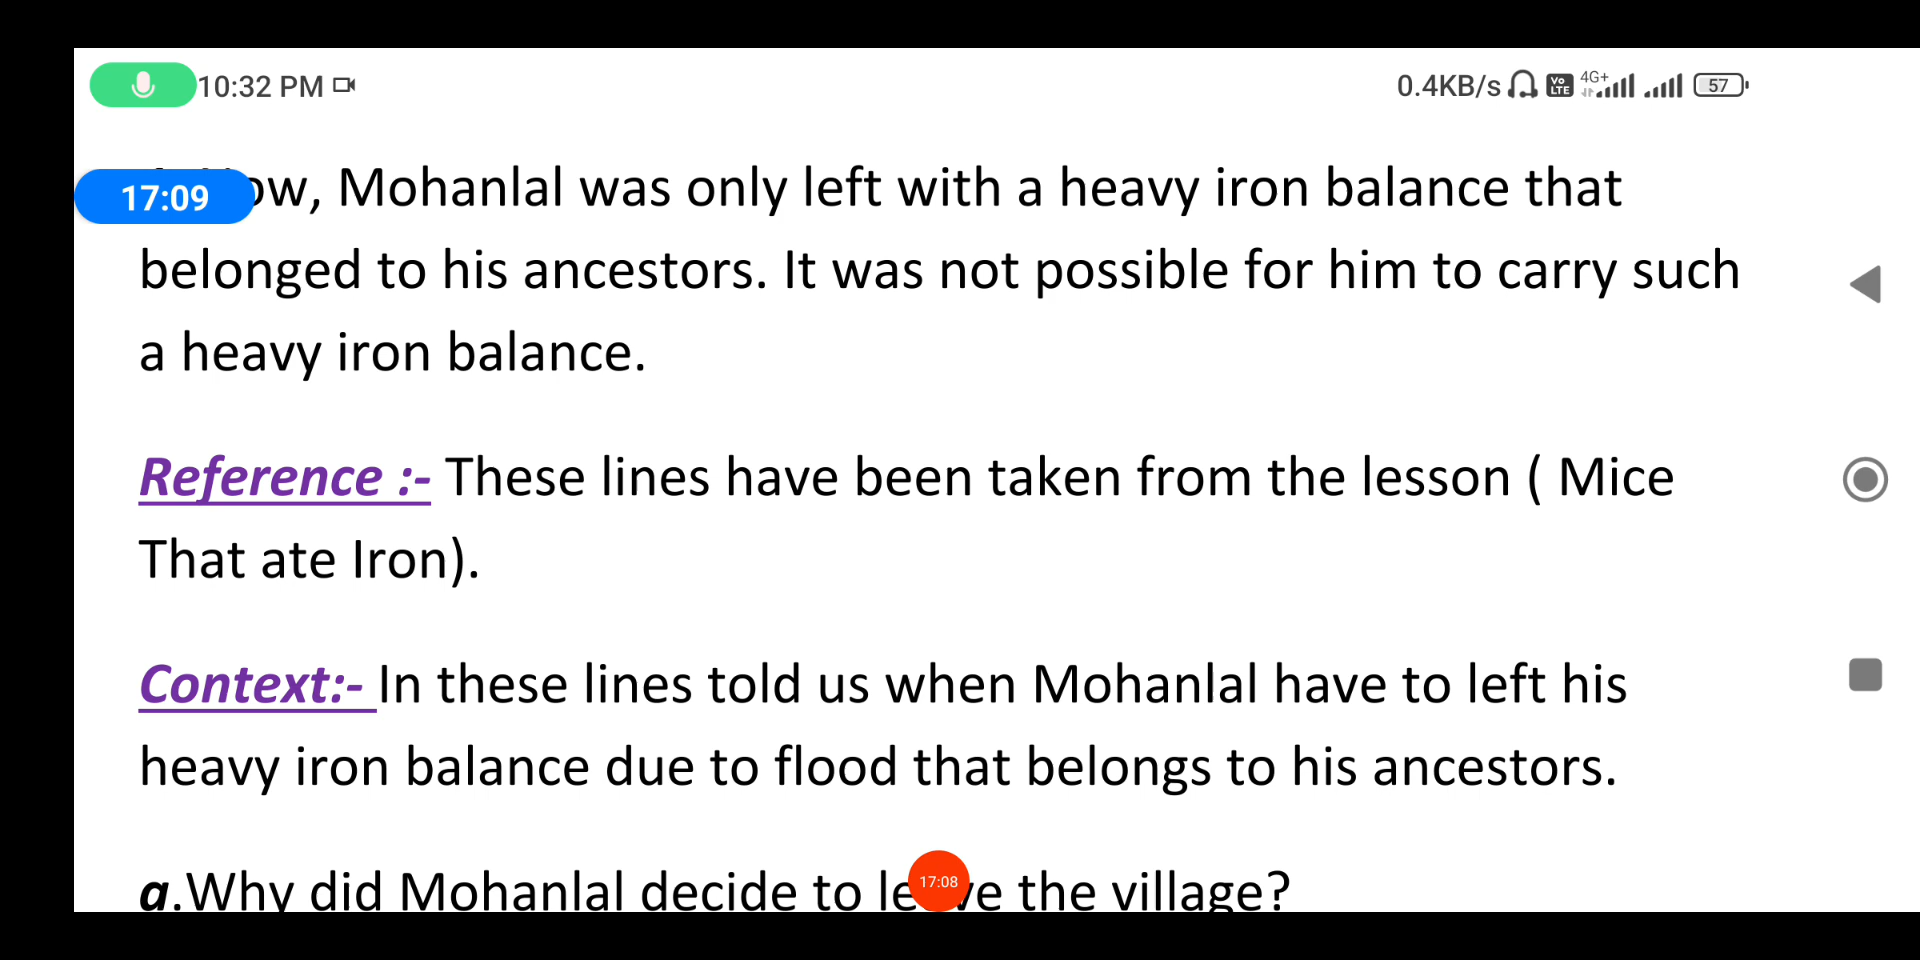 10:32 PM 0.4KB/s Vo LTE 4G+ 57
17:09 Mohanlal was only left with a heavy iron balance that
belonged to his ancestors. It was not possible for him to carry such
a heavy iron balance.
Reference :- These lines have been taken from the lesson ( Mice
That ate Iron).
Context:- In these lines told us when Mohanlal have to left his
heavy iron balance due to flood that belongs to his ancestors.
a.Why did Mohanlal decide to the village?
17:08